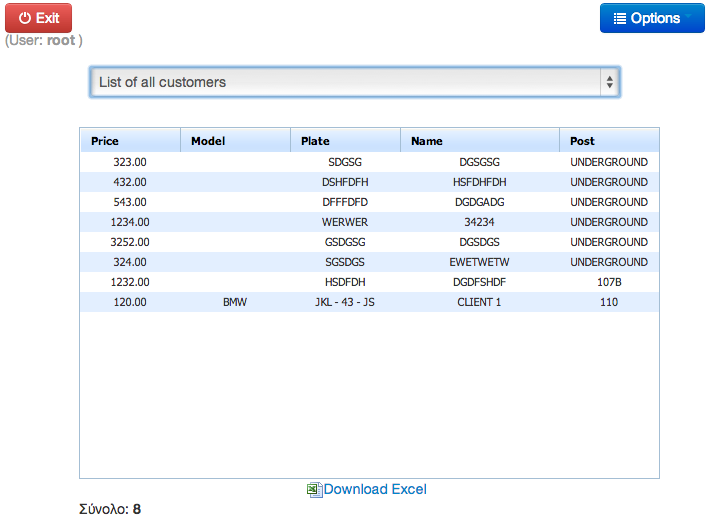 Exit
Options
(User: root )
List of all customers
Price Model Plate Name Post
323.00 SDGSG DGSGSG UNDERGROUND
432.00 DSHFDFH HSFDHFDH UNDERGROUND
543.00 DFFFDFD DGDGADG UNDERGROUND
1234.00 WERWER 34234 UNDERGROUND
3252.00 GSDGSG DGSDGS UNDERGROUND
324.00 SGSDGS EWETWETW UNDERGROUND
1232.00 HSDFDH DGDFSHDF 107B
120.00 BMW JKL - 43 - JS CLIENT 1 110
Download Excel
Σύνολο: 8